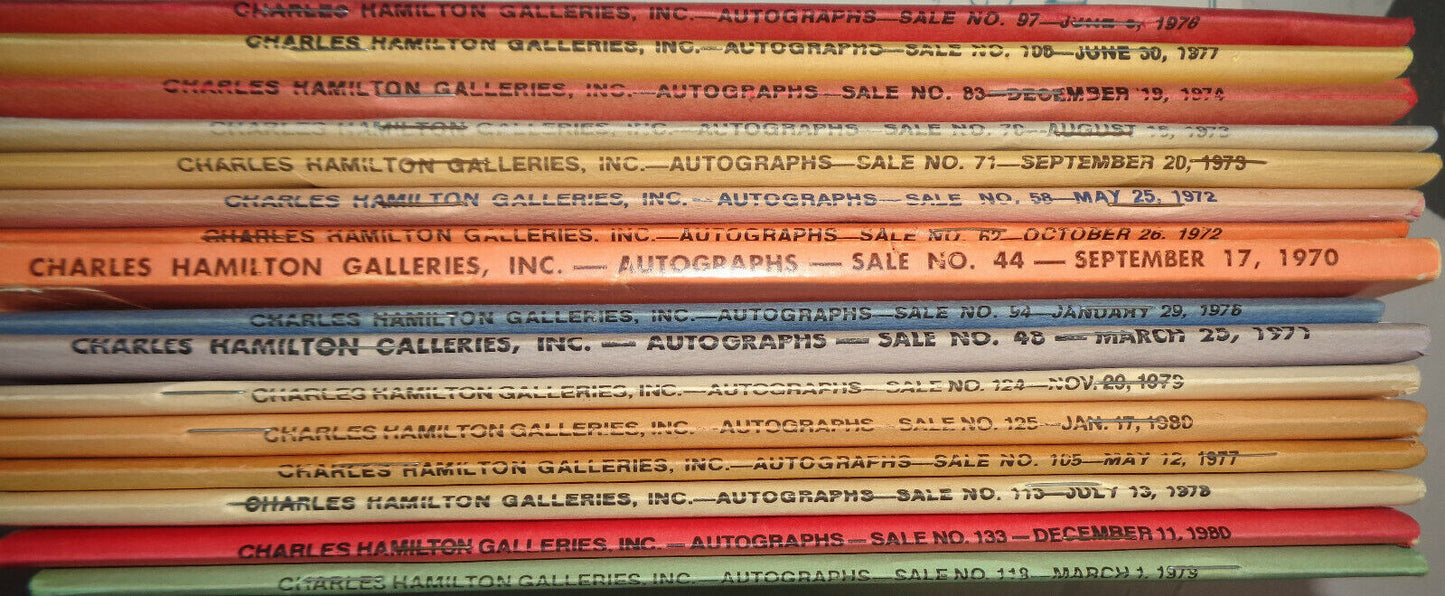 CHARLES HAMILTON GALLERIES, INC.—AUTOGRAPHS—SALE NO. 97—JUNE 3, 1976
CHARLES HAMILTON GALLERIES, INC.—AUTOGRAPHS—SALE NO. 106—JUNE 30, 1977
CHARLES HAMILTON GALLERIES, INC.—AUTOGRAPHS—SALE NO. 83—DECEMBER 19, 1974
CHARLES HAMILTON GALLERIES, INC.—AUTOGRAPHS—SALE NO. 70—AUGUST 1973
CHARLES HAMILTON GALLERIES, INC.—AUTOGRAPHS—SALE NO. 71—SEPTEMBER 20, 1973
CHARLES HAMILTON GALLERIES, INC.—AUTOGRAPHS—SALE NO. 58—MAY 25, 1972
CHARLES HAMILTON GALLERIES, INC.—AUTOGRAPHS—SALE NO. OCTOBER 26, 1972
CHARLES HAMILTON GALLERIES, INC. — AUTOGRAPHS — SALE NO. 44 — SEPTEMBER 17, 1970
CHARLES HAMILTON GALLERIES, INC.—AUTOGRAPHS—SALE NO. 94—JANUARY 29, 1976
CHARLES HAMILTON GALLERIES, INC. — AUTOGRAPHS — SALE NO. 48 — MARCH 25, 1971
CHARLES HAMILTON GALLERIES, INC.—AUTOGRAPHS—SALE NO. 124—NOV. 29, 1979
CHARLES HAMILTON GALLERIES, INC.—AUTOGRAPHS—SALE NO. 125—JAN. 17, 1980
CHARLES HAMILTON GALLERIES, INC.—AUTOGRAPHS—SALE NO. 105—MAY 12, 1977
CHARLES HAMILTON GALLERIES, INC.—AUTOGRAPHS—SALE NO. 113—JULY 13, 1978
CHARLES HAMILTON GALLERIES, INC. — AUTOGRAPHS — SALE NO. 133 — DECEMBER 11, 1980
CHARLES HAMILTON GALLERIES, INC.—AUTOGRAPHS—SALE NO. 118—MARCH 1, 1979